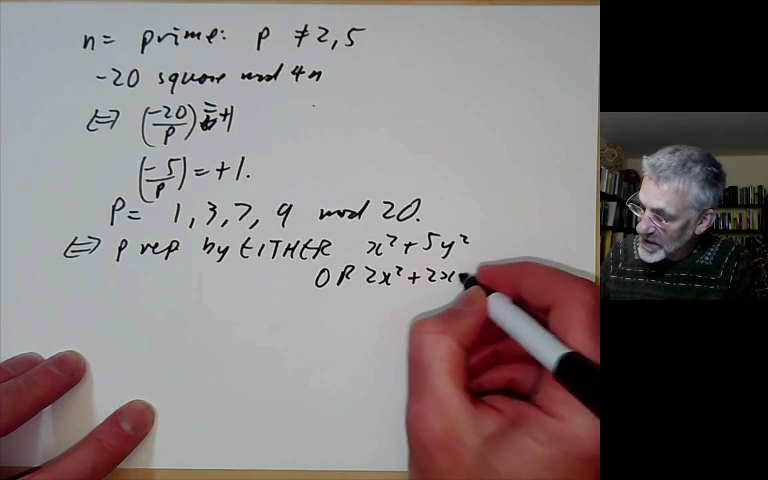 n = prime: p ≠ 2, 5
-20 square mod 4n
⇔ (-20/p) = +1
(-5/p) = +1.
p = 1, 3, 7, 9 mod 20.
⇔ p rep by EITHER x² + 5y²
OR 2x² + 2x